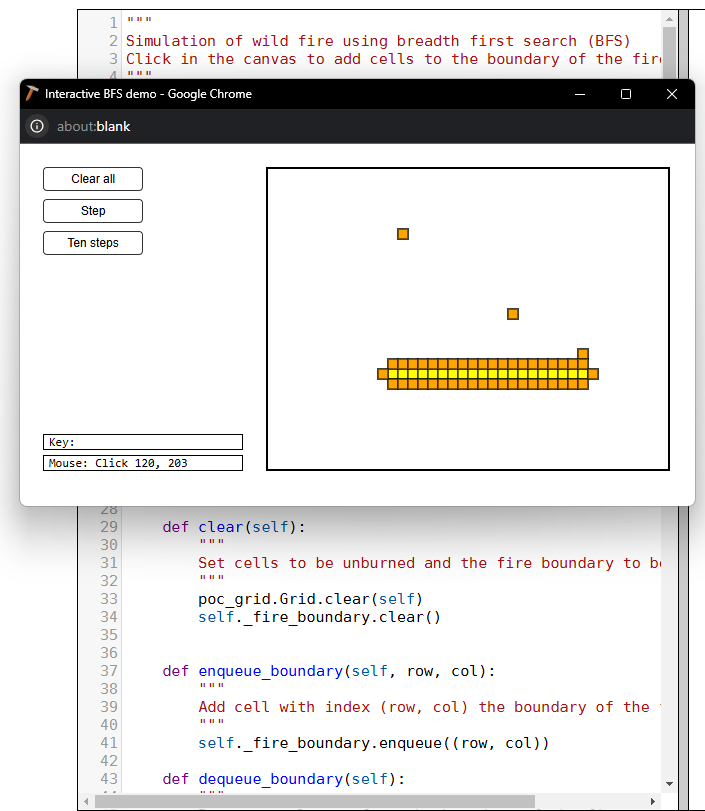 1 """
2 Simulation of wild fire using breadth first search (BFS)
3 Click in the canvas to add cells to the boundary of the fire
4 """
Interactive BFS demo - Google Chrome
about:blank
Clear all
Step
Ten steps
Key:
Mouse: Click 120, 203
28
29 def clear(self):
30 """
31 Set cells to be unburned and the fire boundary to be
32 """
33 poc_grid.Grid.clear(self)
34 self._fire_boundary.clear()
35
36
37 def enqueue_boundary(self, row, col):
38 """
39 Add cell with index (row, col) the boundary of the
40 """
41 self._fire_boundary.enqueue((row, col))
42
43 def dequeue_boundary(self):
44 """